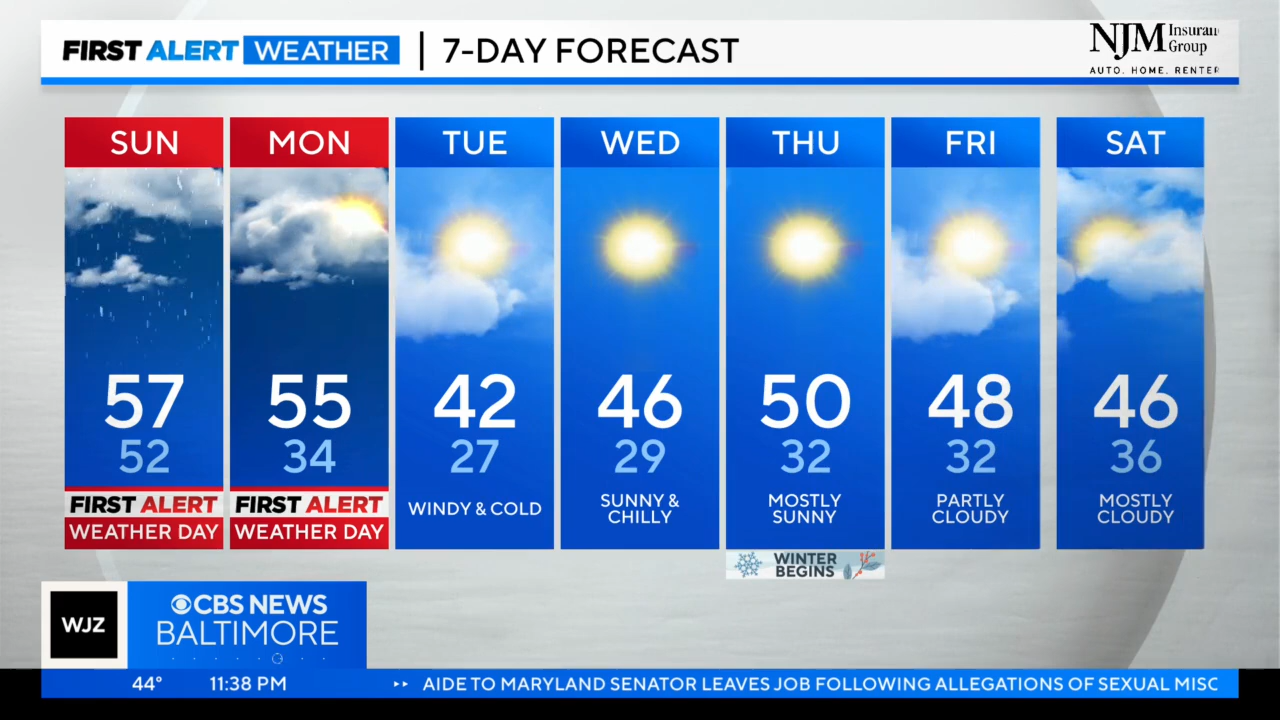 FIRST ALERT WEATHER | 7-DAY FORECAST
NJM Insuran
Group
AUTO. HOME. RENTER
SUN MON TUE WED THU FRI SAT
57 55 42 46 50 48 46
52 34 27 29 32 32 36
FIRST ALERT
WEATHER DAY
FIRST ALERT
WEATHER DAY
WINDY & COLD
SUNNY &
CHILLY
MOSTLY
SUNNY
PARTLY
CLOUDY
MOSTLY
CLOUDY
WINTER
BEGINS
WJZ
CBS NEWS
BALTIMORE
44° 11:38 PM AIDE TO MARYLAND SENATOR LEAVES JOB FOLLOWING ALLEGATIONS OF SEXUAL MISC